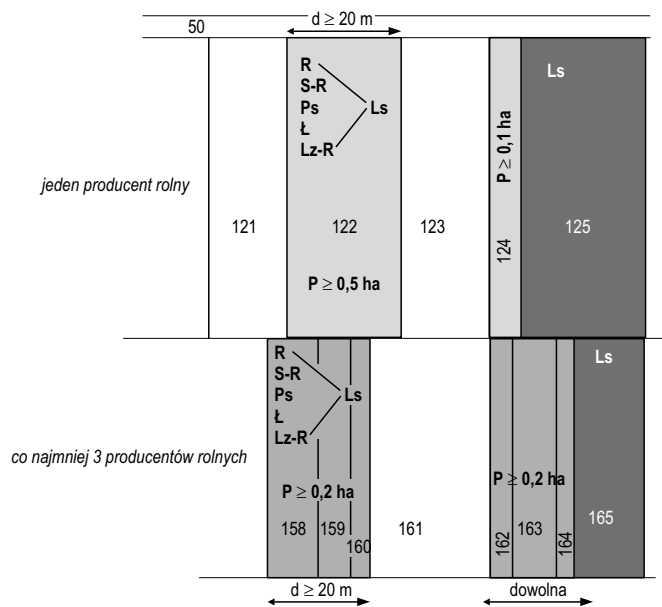 d ≥ 20 m
50
R
S-R
Ps
Ł
Lz-R
Ls
Ls
P ≥ 0,1 ha
jeden producent rolny
121
122
123
124
125
P ≥ 0,5 ha
R
S-R
Ps
Ł
Lz-R
Ls
Ls
co najmniej 3 producentów rolnych
P ≥ 0,2 ha
P ≥ 0,2 ha
158
159
160
161
162
163
164
165
d ≥ 20 m
dowolna